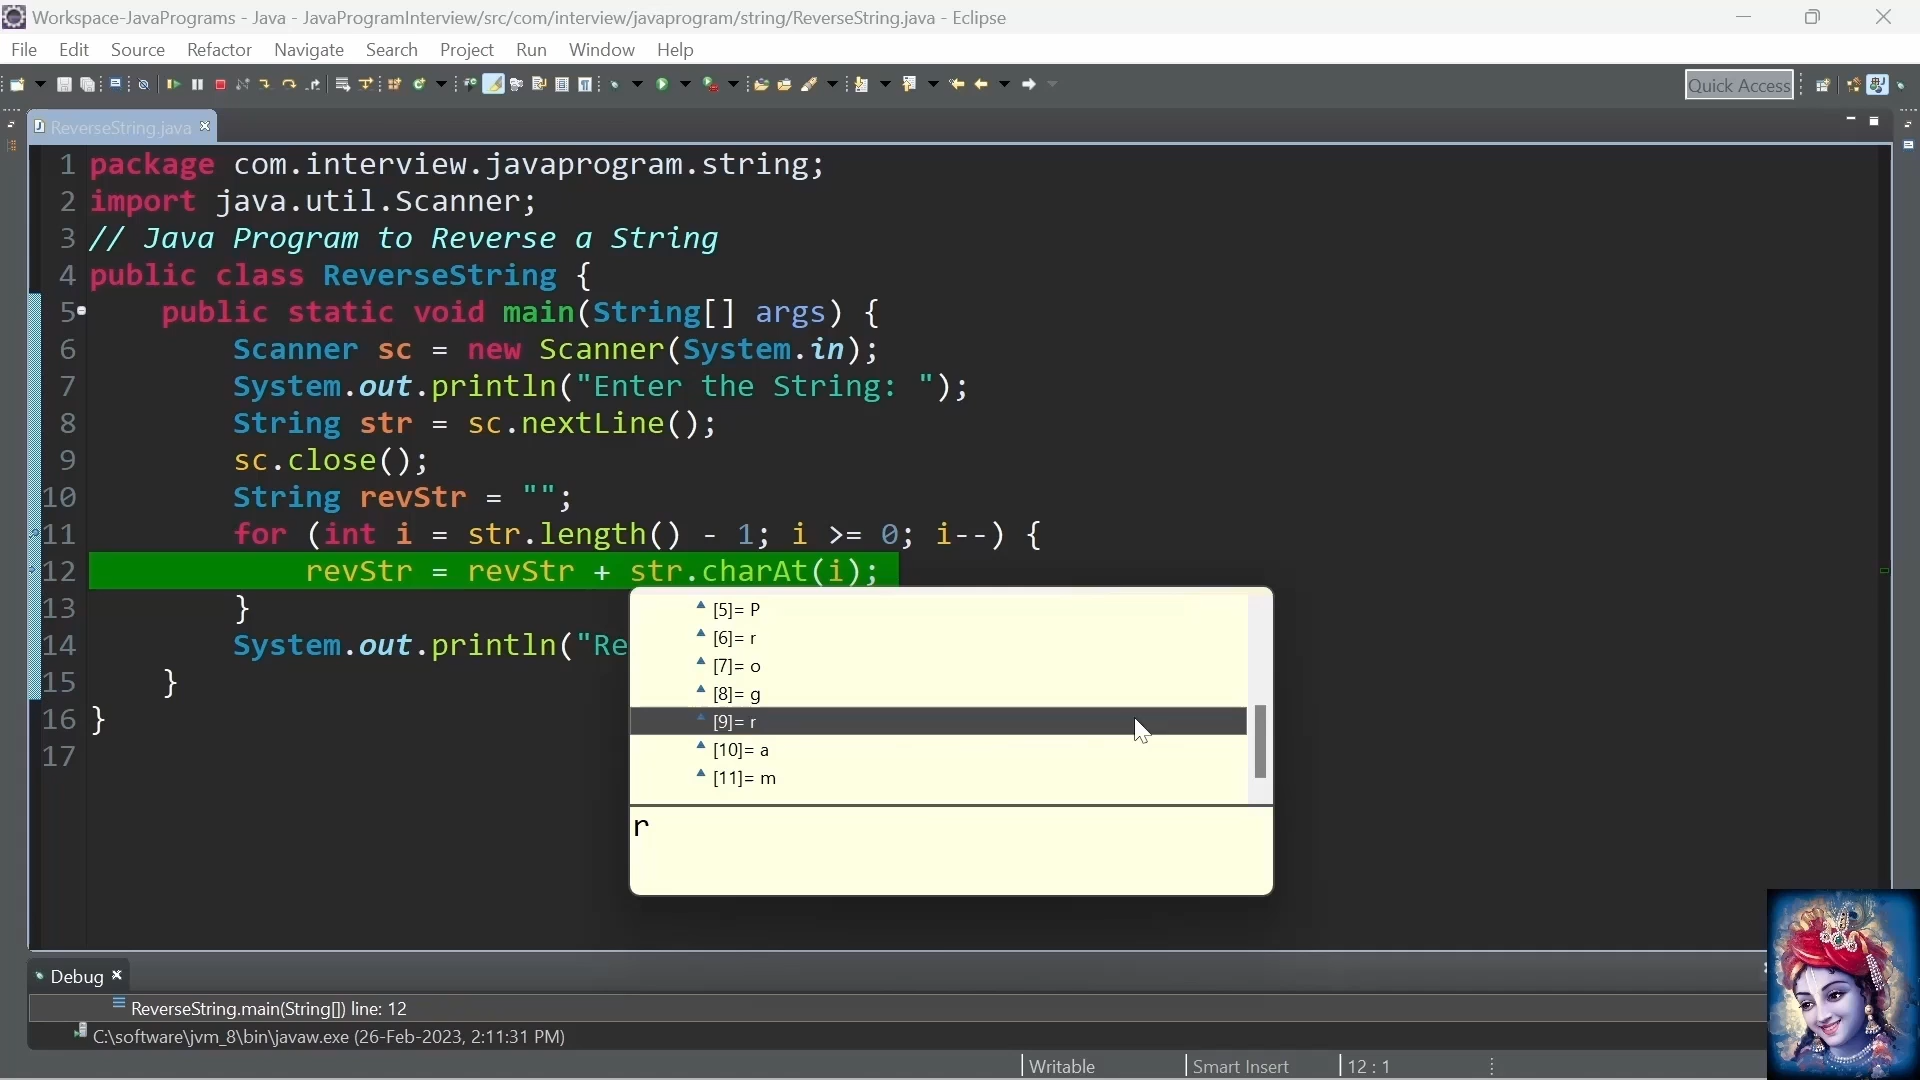 Workspace-JavaPrograms - Java - JavaProgramInterview/src/com/interview/javaprogram/string/ReverseString.java - Eclipse
File Edit Source Refactor Navigate Search Project Run Window Help
Quick Access
ReverseString.java
1 package com.interview.javaprogram.string;
2 import java.util.Scanner;
3 // Java Program to Reverse a String
4 public class ReverseString {
5 public static void main(String[] args) {
6 Scanner sc = new Scanner(System.in);
7 System.out.println("Enter the String: ");
8 String str = sc.nextLine();
9 sc.close();
10 String revStr = "";
11 for (int i = str.length() - 1; i >= 0; i--) {
12 revStr = revStr + str.charAt(i);
13 }
14 System.out.println("Re
15 }
16 }
17
[5]= P
[6]= r
[7]= o
[8]= g
[9]= r
[10]= a
[11]= m
r
Debug
ReverseString.main(String[]) line: 12
C:\software\jvm_8\bin\javaw.exe (26-Feb-2023, 2:11:31 PM)
Writable Smart Insert 12 : 1